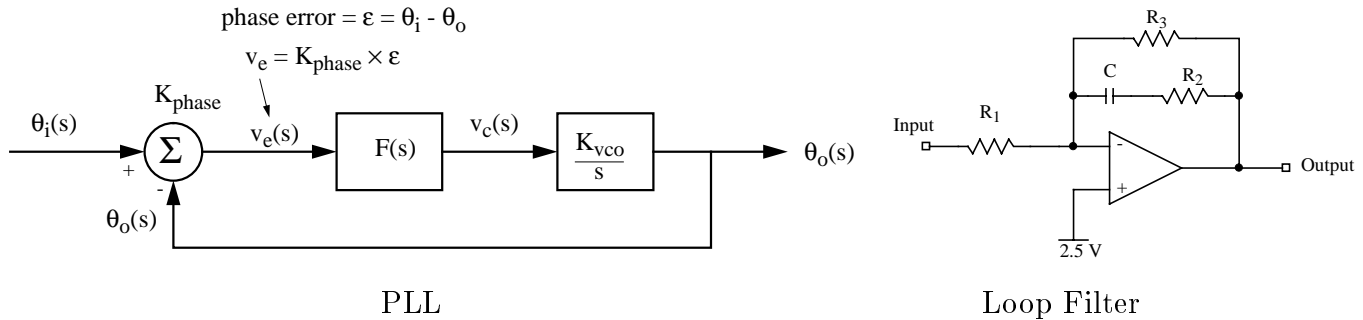 phase error = ε = θi - θo
ve = Kphase × ε
Kphase
θi(s)
Σ
+
-
ve(s)
F(s)
vc(s)
Kvco
s
θo(s)
θo(s)
PLL
R3
C
R2
R1
Input
-
+
Output
2.5 V
Loop Filter